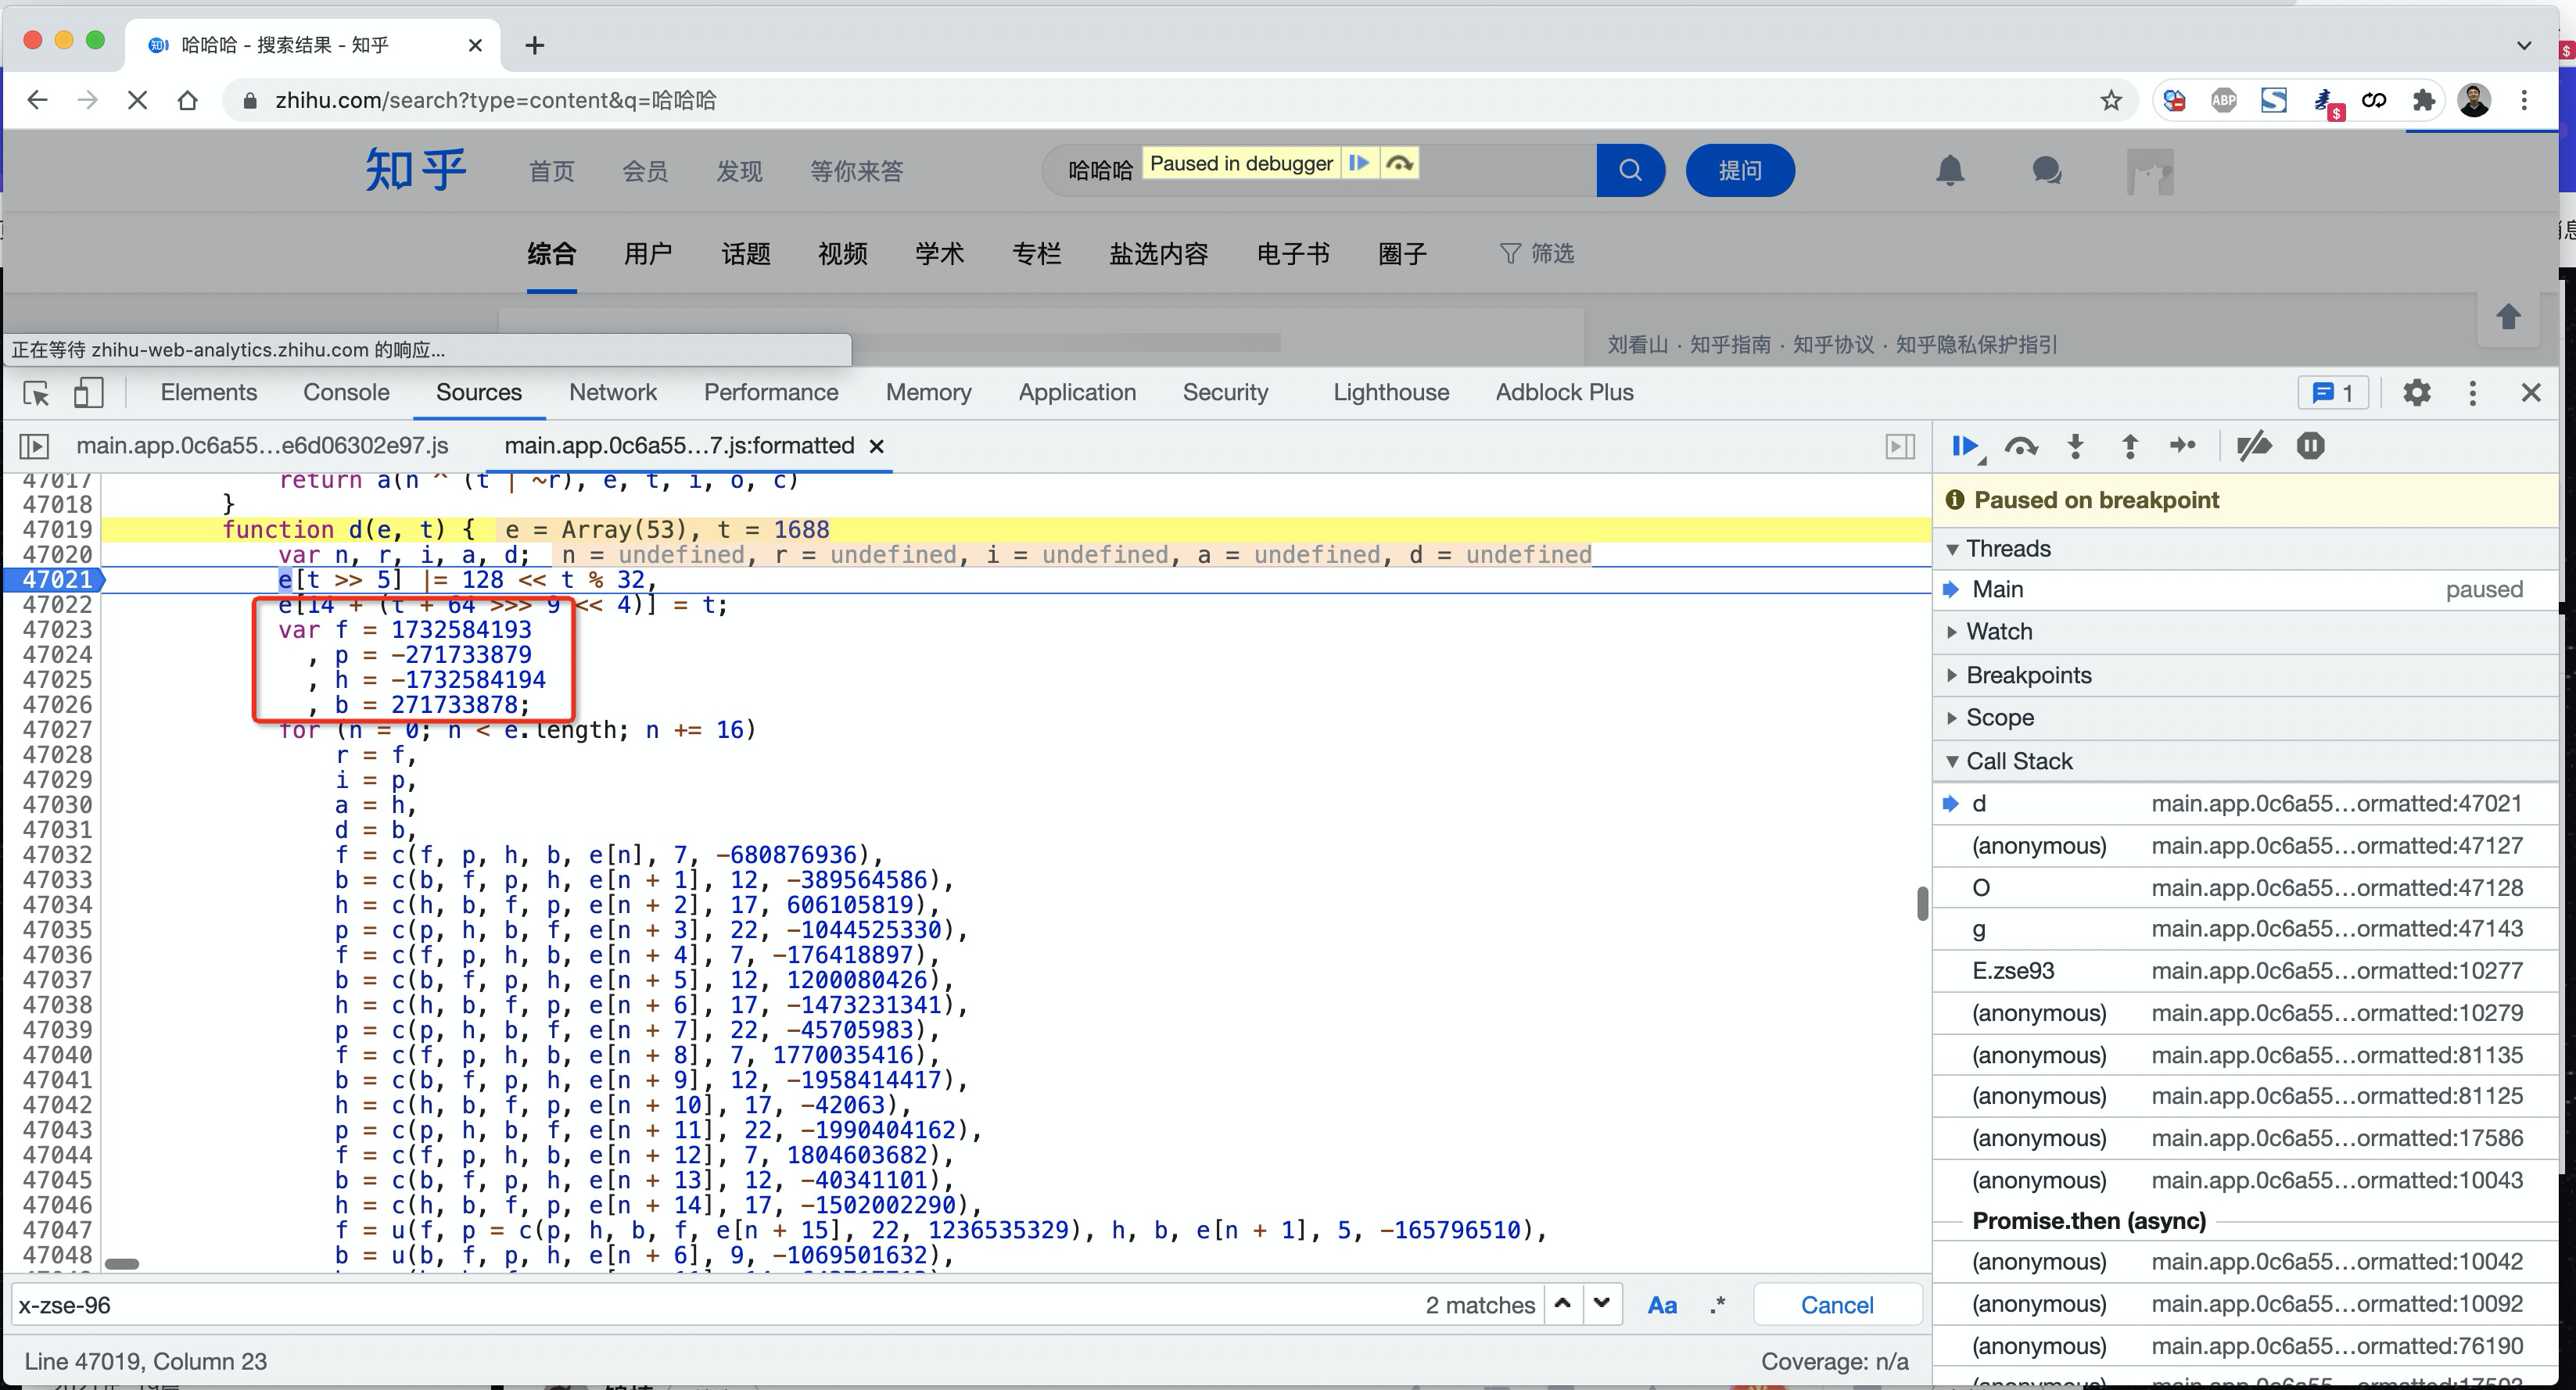 哈哈哈 - 搜索结果 - 知乎
zhihu.com/search?type=content&q=哈哈哈
ABP
$
知乎 首页 会员 发现 等你来答
哈哈哈 Paused in debugger
提问
综合 用户 话题 视频 学术 专栏 盐选内容 电子书 圈子 筛选
正在等待 zhihu-web-analytics.zhihu.com 的响应...
刘看山 · 知乎指南 · 知乎协议 · 知乎隐私保护指引
Elements Console Sources Network Performance Memory Application Security Lighthouse Adblock Plus 1
main.app.0c6a55…e6d06302e97.js main.app.0c6a55…7.js:formatted
47017 return a(n ^ (t | ~r), e, t, i, o, c)
47018 }
47019 function d(e, t) { e = Array(53), t = 1688
47020 var n, r, i, a, d; n = undefined, r = undefined, i = undefined, a = undefined, d = undefined
47021 e[t >> 5] |= 128 << t % 32,
47022 e[14 + (t + 64 >>> 9 << 4)] = t;
47023 var f = 1732584193
47024 , p = -271733879
47025 , h = -1732584194
47026 , b = 271733878;
47027 for (n = 0; n < e.length; n += 16)
47028 r = f,
47029 i = p,
47030 a = h,
47031 d = b,
47032 f = c(f, p, h, b, e[n], 7, -680876936),
47033 b = c(b, f, p, h, e[n + 1], 12, -389564586),
47034 h = c(h, b, f, p, e[n + 2], 17, 606105819),
47035 p = c(p, h, b, f, e[n + 3], 22, -1044525330),
47036 f = c(f, p, h, b, e[n + 4], 7, -176418897),
47037 b = c(b, f, p, h, e[n + 5], 12, 1200080426),
47038 h = c(h, b, f, p, e[n + 6], 17, -1473231341),
47039 p = c(p, h, b, f, e[n + 7], 22, -45705983),
47040 f = c(f, p, h, b, e[n + 8], 7, 1770035416),
47041 b = c(b, f, p, h, e[n + 9], 12, -1958414417),
47042 h = c(h, b, f, p, e[n + 10], 17, -42063),
47043 p = c(p, h, b, f, e[n + 11], 22, -1990404162),
47044 f = c(f, p, h, b, e[n + 12], 7, 1804603682),
47045 b = c(b, f, p, h, e[n + 13], 12, -40341101),
47046 h = c(h, b, f, p, e[n + 14], 17, -1502002290),
47047 f = u(f, p = c(p, h, b, f, e[n + 15], 22, 1236535329), h, b, e[n + 1], 5, -165796510),
47048 b = u(b, f, p, h, e[n + 6], 9, -1069501632),
x-zse-96 2 matches Aa .* Cancel
Line 47019, Column 23 Coverage: n/a
Paused on breakpoint
Threads
Main paused
Watch
Breakpoints
Scope
Call Stack
d main.app.0c6a55…ormatted:47021
(anonymous) main.app.0c6a55…ormatted:47127
O main.app.0c6a55…ormatted:47128
g main.app.0c6a55…ormatted:47143
E.zse93 main.app.0c6a55…ormatted:10277
(anonymous) main.app.0c6a55…ormatted:10279
(anonymous) main.app.0c6a55…ormatted:81135
(anonymous) main.app.0c6a55…ormatted:81125
(anonymous) main.app.0c6a55…ormatted:17586
(anonymous) main.app.0c6a55…ormatted:10043
Promise.then (async)
(anonymous) main.app.0c6a55…ormatted:10042
(anonymous) main.app.0c6a55…ormatted:10092
(anonymous) main.app.0c6a55…ormatted:76190